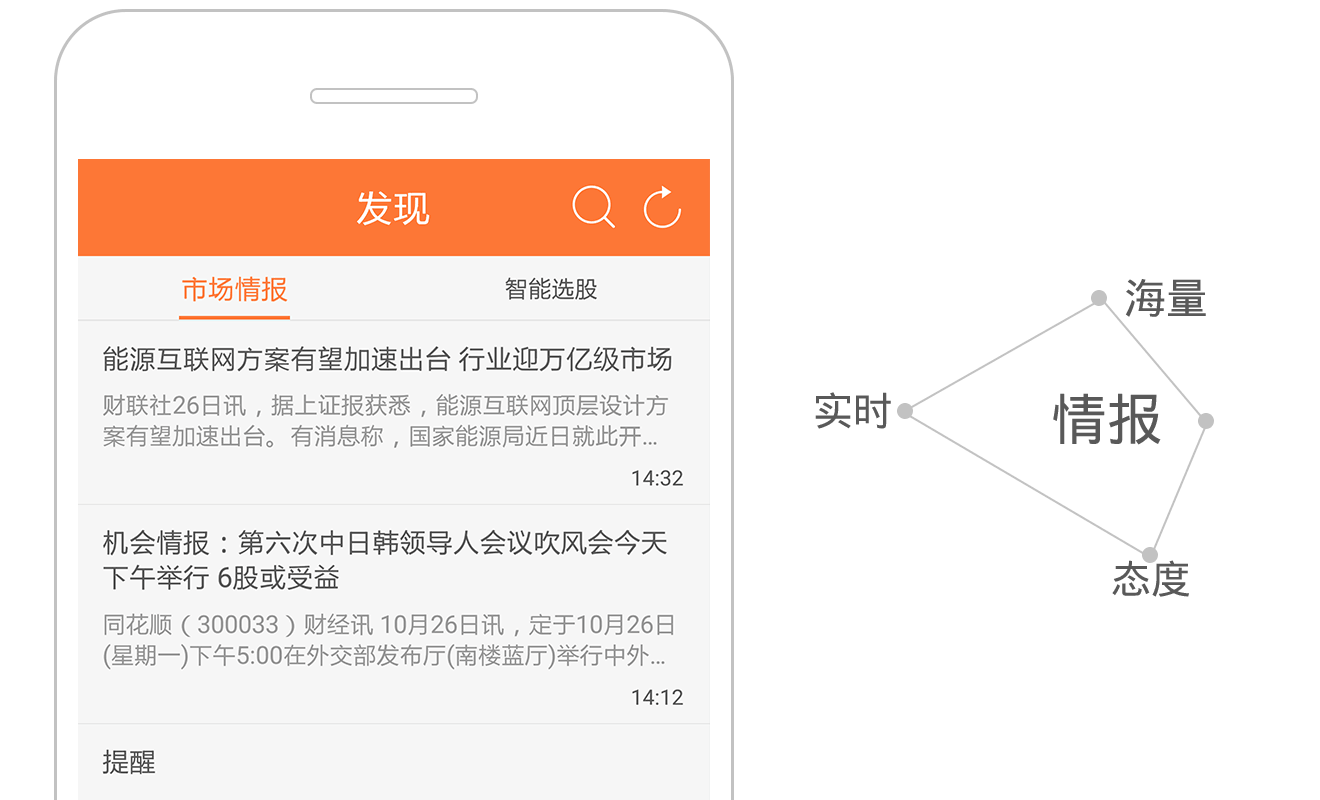 发现
市场情报
智能选股
能源互联网方案有望加速出台 行业迎万亿级市场
财联社26日讯，据上证报获悉，能源互联网顶层设计方
案有望加速出台。有消息称，国家能源局近日就此开...
14:32
机会情报：第六次中日韩领导人会议吹风会今天
下午举行 6股或受益
同花顺（300033）财经讯 10月26日讯，定于10月26日
(星期一)下午5:00在外交部发布厅(南楼蓝厅)举行中外...
14:12
提醒
海量
实时
情报
态度